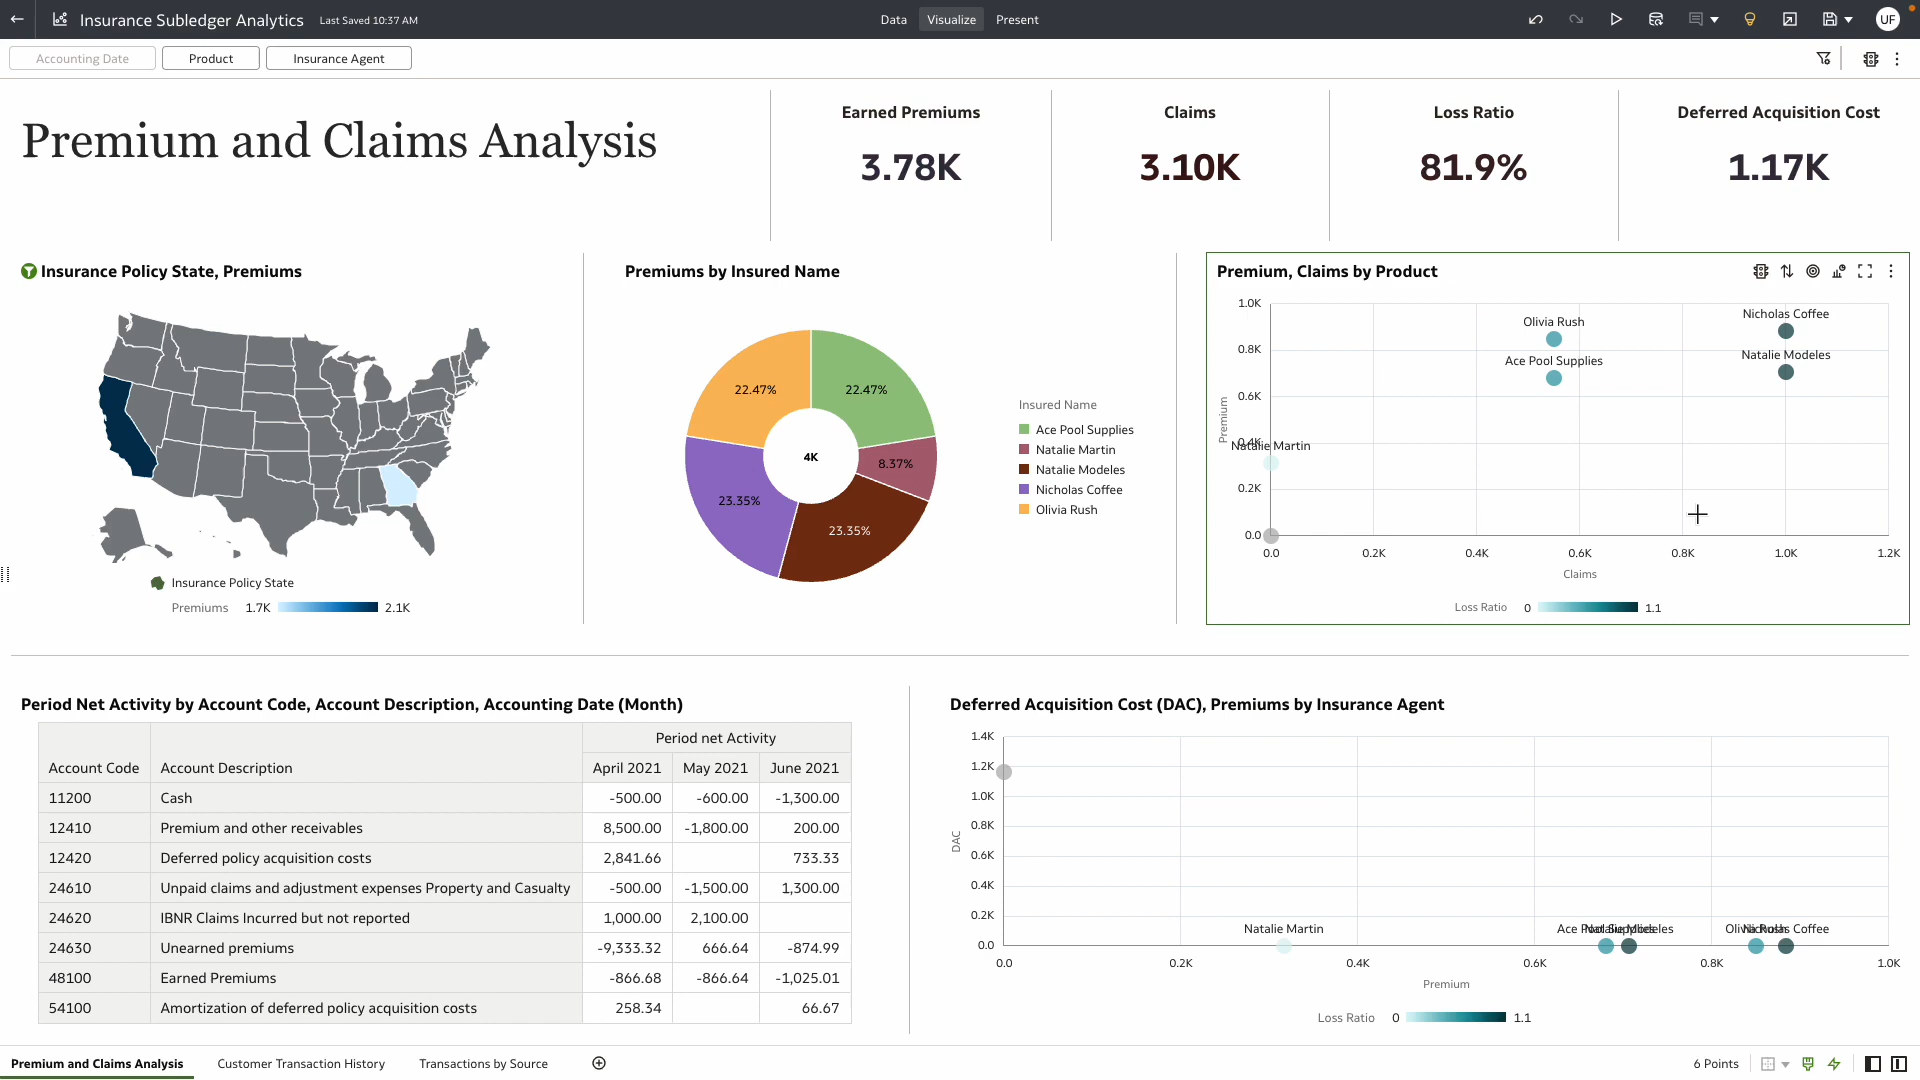 Insurance Subledger Analytics Last Saved 10:37 AM
Data Visualize Present
UF
Accounting Date Product Insurance Agent
Premium and Claims Analysis
Earned Premiums
3.78K
Claims
3.10K
Loss Ratio
81.9%
Deferred Acquisition Cost
1.17K
Insurance Policy State, Premiums
Insurance Policy State
Premiums 1.7K 2.1K
Premiums by Insured Name
22.47% 22.47%
8.37%
23.35%
23.35%
4K
Insured Name
Ace Pool Supplies
Natalie Martin
Natalie Modeles
Nicholas Coffee
Olivia Rush
Premium, Claims by Product
1.0K
0.8K
0.6K
0.4K
0.2K
0.0
Premium
Nicholas Coffee
Olivia Rush
Natalie Modeles
Ace Pool Supplies
Natalie Martin
0.0 0.2K 0.4K 0.6K 0.8K 1.0K 1.2K
Claims
Loss Ratio 0 1.1
Period Net Activity by Account Code, Account Description, Accounting Date (Month)
Period net Activity
Account Code Account Description April 2021 May 2021 June 2021
11200 Cash -500.00 -600.00 -1,300.00
12410 Premium and other receivables 8,500.00 -1,800.00 200.00
12420 Deferred policy acquisition costs 2,841.66 733.33
24610 Unpaid claims and adjustment expenses Property and Casualty -500.00 -1,500.00 1,300.00
24620 IBNR Claims Incurred but not reported 1,000.00 2,100.00
24630 Unearned premiums -9,333.32 666.64 -874.99
48100 Earned Premiums -866.68 -866.64 -1,025.01
54100 Amortization of deferred policy acquisition costs 258.34 66.67
Deferred Acquisition Cost (DAC), Premiums by Insurance Agent
1.4K
1.2K
1.0K
0.8K
0.6K
0.4K
0.2K
0.0
DAC
Natalie Martin Ace Pool Supplies Natalie Modeles Olivia Rush Nicholas Coffee
0.0 0.2K 0.4K 0.6K 0.8K 1.0K
Premium
Loss Ratio 0 1.1
Premium and Claims Analysis Customer Transaction History Transactions by Source
6 Points